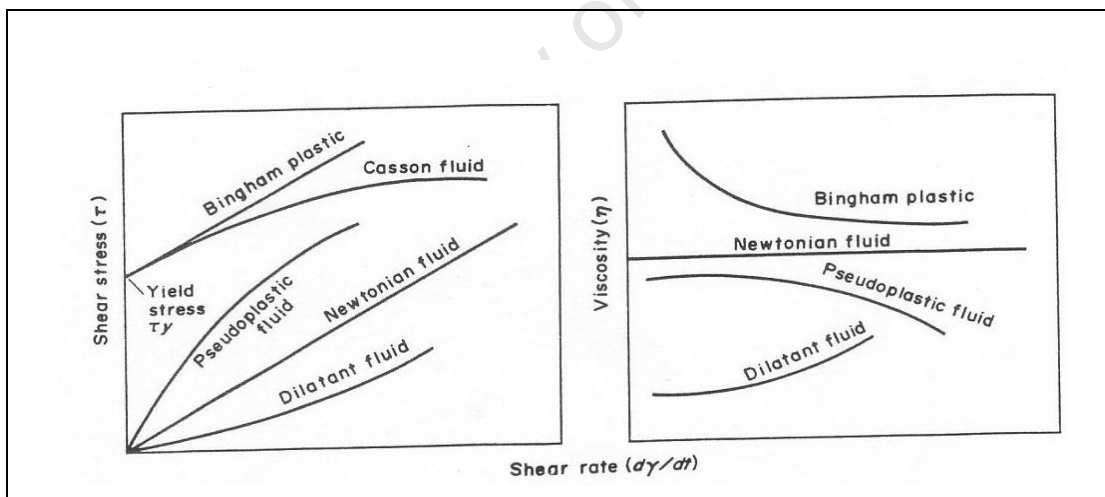 of
Bingham plastic
Casson fluid
Shear stress (τ)
Yield
stress
τy
Pseudoplastic
fluid
Newtonian fluid
Dilatant fluid
Viscosity (η)
Bingham plastic
Newtonian fluid
Pseudoplastic fluid
Dilatant fluid
Shear rate (dγ/dt)